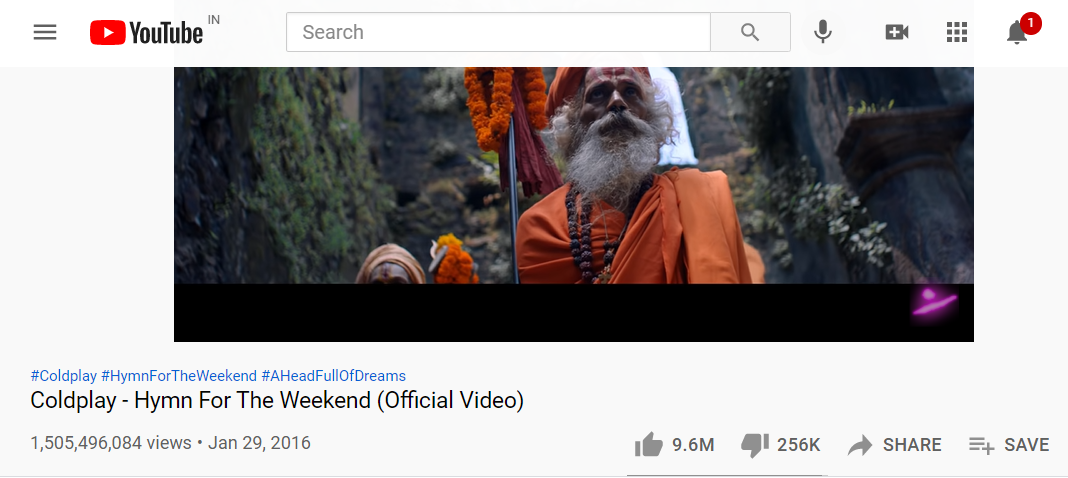 YouTube IN
Search
1
#Coldplay #HymnForTheWeekend #AHeadFullOfDreams
Coldplay - Hymn For The Weekend (Official Video)
1,505,496,084 views • Jan 29, 2016
9.6M 256K SHARE SAVE